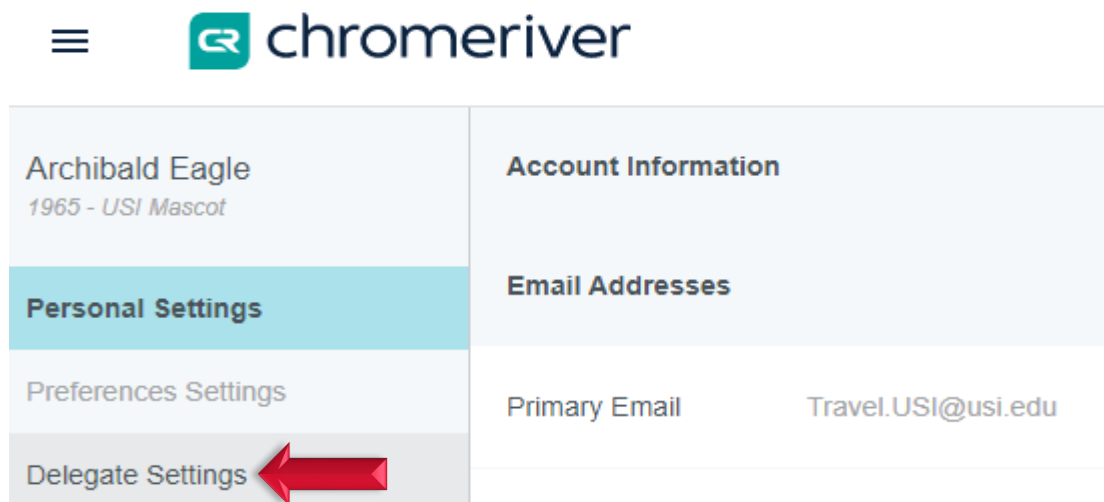 CR chromeriver
Archibald Eagle
1965 - USI Mascot
Personal Settings
Preferences Settings
Delegate Settings
Account Information
Email Addresses
Primary Email Travel.USI@usi.edu